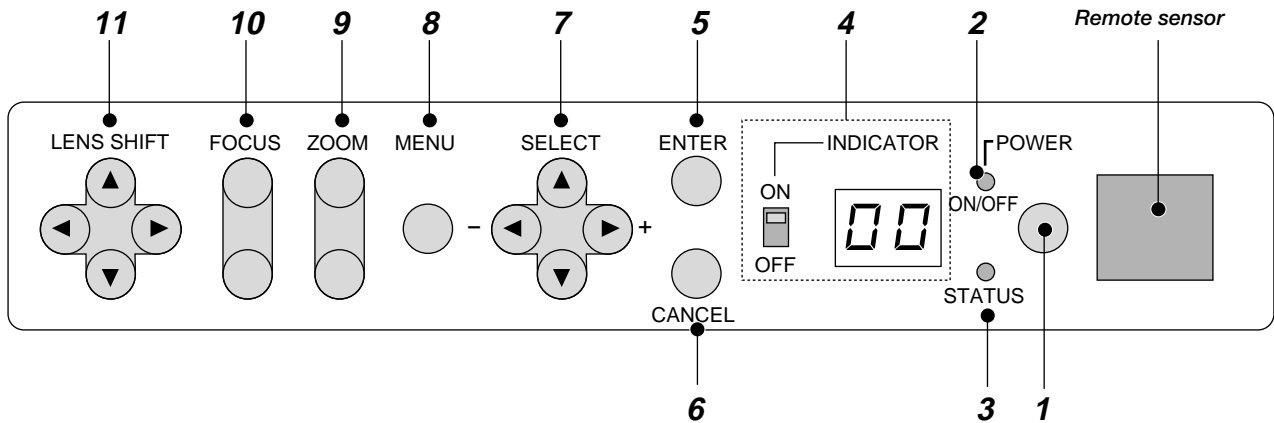 11 10 9 8 7 5 4 2 Remote sensor
LENS SHIFT FOCUS ZOOM MENU SELECT ENTER INDICATOR POWER
ON
ON/OFF
– + 00
OFF
STATUS
CANCEL
6 3 1